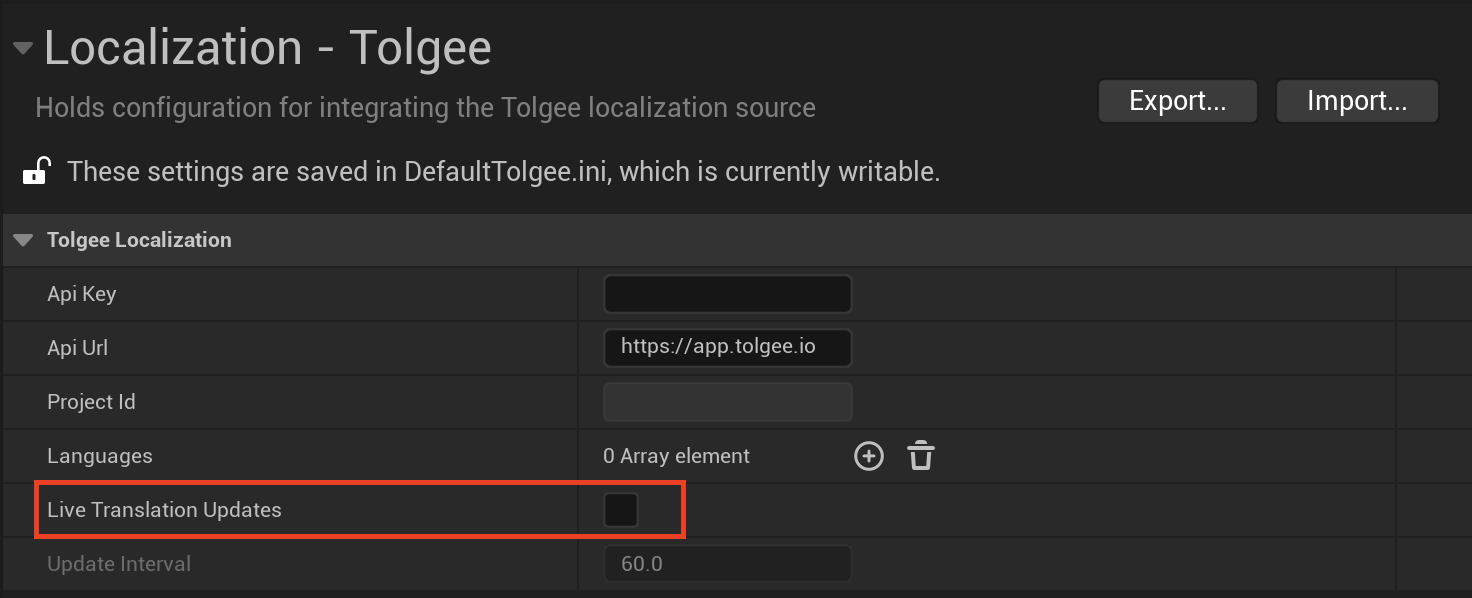 Localization - Tolgee
Holds configuration for integrating the Tolgee localization source
Export...
Import...
These settings are saved in DefaultTolgee.ini, which is currently writable.
Tolgee Localization
Api Key
Api Url
https://app.tolgee.io
Project Id
Languages
0 Array element
Live Translation Updates
Update Interval
60.0